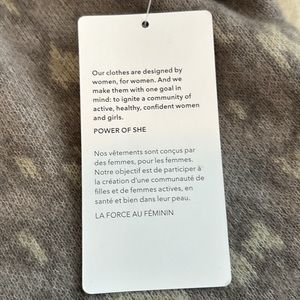 Our clothes are designed by
women, for women. And we
make them with one goal in
mind: to ignite a community of
active, healthy, confident women
and girls.
POWER OF SHE
Nos vêtements sont conçus par
des femmes, pour les femmes.
Notre objectif est de participer à
la création d'une communauté de
filles et de femmes actives, en
santé et bien dans leur peau.
LA FORCE AU FÉMININ